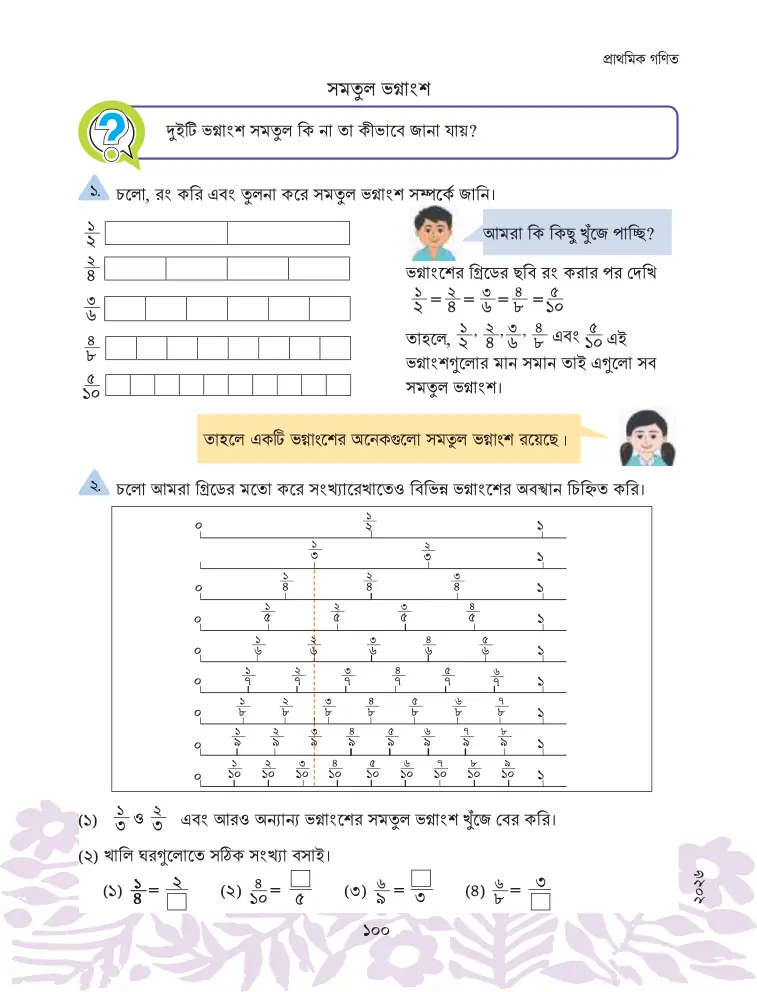 প্রাথমিক গণিত
সমতুল ভগ্নাংশ
দুইটি ভগ্নাংশ সমতুল কি না তা কীভাবে জানা যায়?
১. চলো, রং করি এবং তুলনা করে সমতুল ভগ্নাংশ সম্পর্কে জানি।
১/২
২/৪
৩/৬
৪/৮
৫/১০
আমরা কি কিছু খুঁজে পাচ্ছি?
ভগ্নাংশের গ্রিডের ছবি রং করার পর দেখি
১/২ = ২/৪ = ৩/৬ = ৪/৮ = ৫/১০
তাহলে, ১/২, ২/৪, ৩/৬, ৪/৮ এবং ৫/১০ এই
ভগ্নাংশগুলোর মান সমান তাই এগুলো সব
সমতুল ভগ্নাংশ।
তাহলে একটি ভগ্নাংশের অনেকগুলো সমতুল ভগ্নাংশ রয়েছে।
২. চলো আমরা গ্রিডের মতো করে সংখ্যারেখাতেও বিভিন্ন ভগ্নাংশের অবস্থান চিহ্নিত করি।
০ ১/২ ১
১/৩ ২/৩ ১
০ ১/৪ ২/৪ ৩/৪ ১
০ ১/৫ ২/৫ ৩/৫ ৪/৫ ১
০ ১/৬ ২/৬ ৩/৬ ৪/৬ ৫/৬ ১
০ ১/৭ ২/৭ ৩/৭ ৪/৭ ৫/৭ ৬/৭ ১
০ ১/৮ ২/৮ ৩/৮ ৪/৮ ৫/৮ ৬/৮ ৭/৮ ১
০ ১/৯ ২/৯ ৩/৯ ৪/৯ ৫/৯ ৬/৯ ৭/৯ ৮/৯ ১
০ ১/১০ ২/১০ ৩/১০ ৪/১০ ৫/১০ ৬/১০ ৭/১০ ৮/১০ ৯/১০ ১
(১) ১/৩ ও ২/৩ এবং আরও অন্যান্য ভগ্নাংশের সমতুল ভগ্নাংশ খুঁজে বের করি।
(২) খালি ঘরগুলোতে সঠিক সংখ্যা বসাই।
(১) ১/৪ = ২/□ (২) ৪/১০ = □/৫ (৩) ৬/৯ = □/৩ (৪) ৬/৮ = ৩/□
২০২৬
১০০